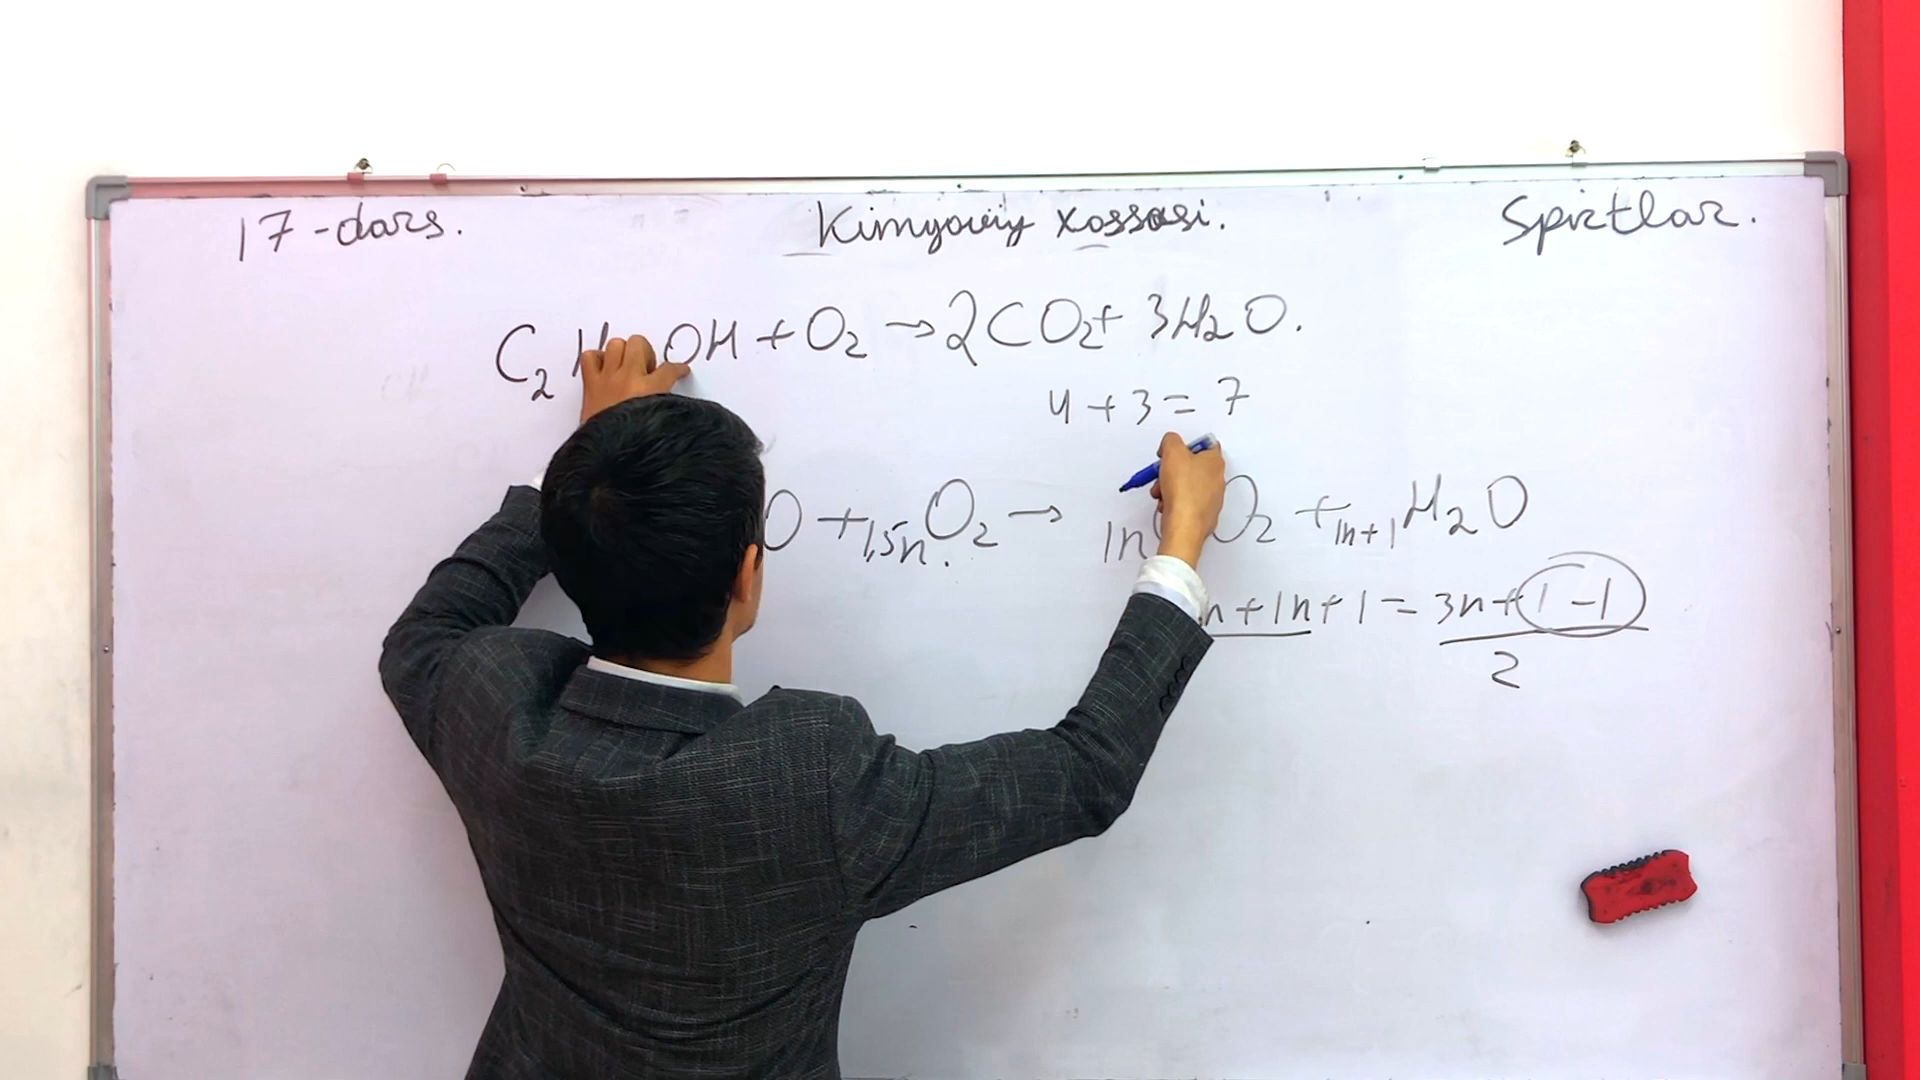 17-dars. Kimyoviy xossasi. Spirtlar.
C₂H OH + O₂ → 2CO₂ + 3H₂O.
4 + 3 = 7
O + 1,5n O₂ → 1n O₂ + 1n+1 H₂O
n + 1n + 1 = 3n + 1 - 1
2